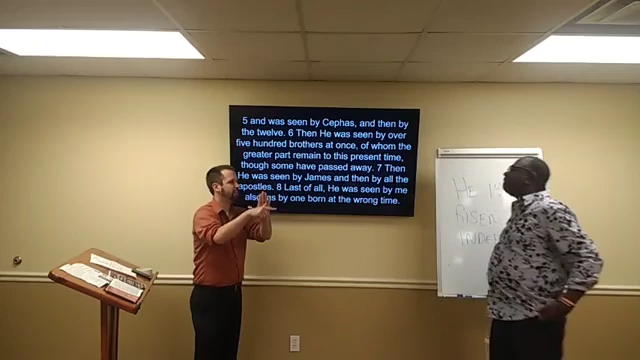 5 and was seen by Cephas, and then by
the twelve. 6 Then He was seen by over
five hundred brothers at once, of whom the
greater part remain to this present time,
though some have passed away. 7 Then
He was seen by James and then by all the
apostles. 8 Last of all, He was seen by me
by one born at the wrong time.
HE
RISEN